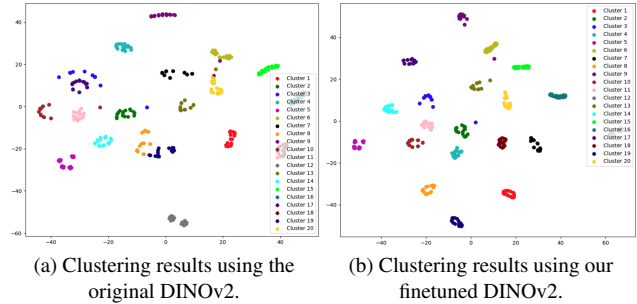 40
20
0
−20
−40
−60
−40
−20
0
20
40
Cluster 1
Cluster 2
Cluster 3
Cluster 4
Cluster 5
Cluster 6
Cluster 7
Cluster 8
Cluster 9
Cluster 10
Cluster 11
Cluster 12
Cluster 13
Cluster 14
Cluster 15
Cluster 16
Cluster 17
Cluster 18
Cluster 19
Cluster 20
(a) Clustering results using the
original DINOv2.
40
20
0
−20
−40
−40
−20
0
20
40
60
Cluster 1
Cluster 2
Cluster 3
Cluster 4
Cluster 5
Cluster 6
Cluster 7
Cluster 8
Cluster 9
Cluster 10
Cluster 11
Cluster 12
Cluster 13
Cluster 14
Cluster 15
Cluster 16
Cluster 17
Cluster 18
Cluster 19
Cluster 20
(b) Clustering results using our
finetuned DINOv2.